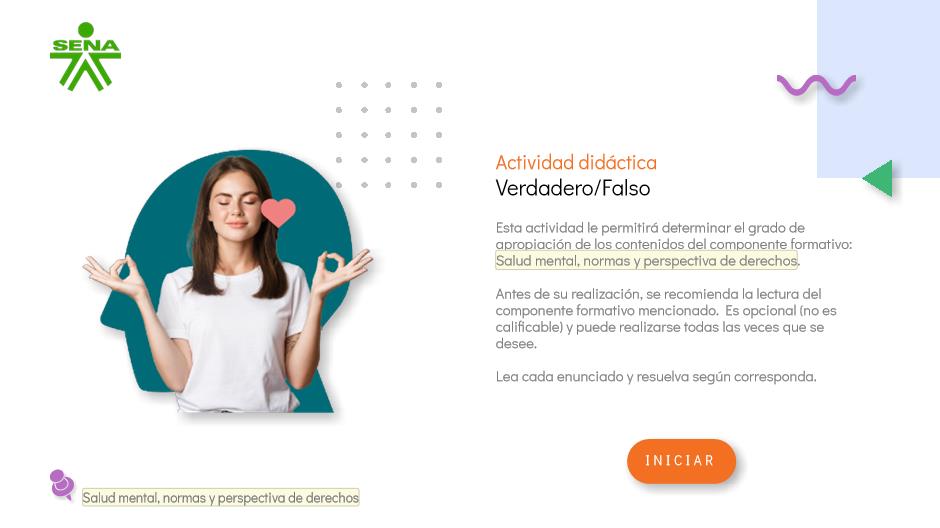 SENA
Actividad didáctica
Verdadero/Falso
Esta actividad le permitirá determinar el grado de
apropiación de los contenidos del componente formativo:
Salud mental, normas y perspectiva de derechos.
Antes de su realización, se recomienda la lectura del
componente formativo mencionado. Es opcional (no es
calificable) y puede realizarse todas las veces que se
desee.
Lea cada enunciado y resuelva según corresponda.
INICIAR
Salud mental, normas y perspectiva de derechos